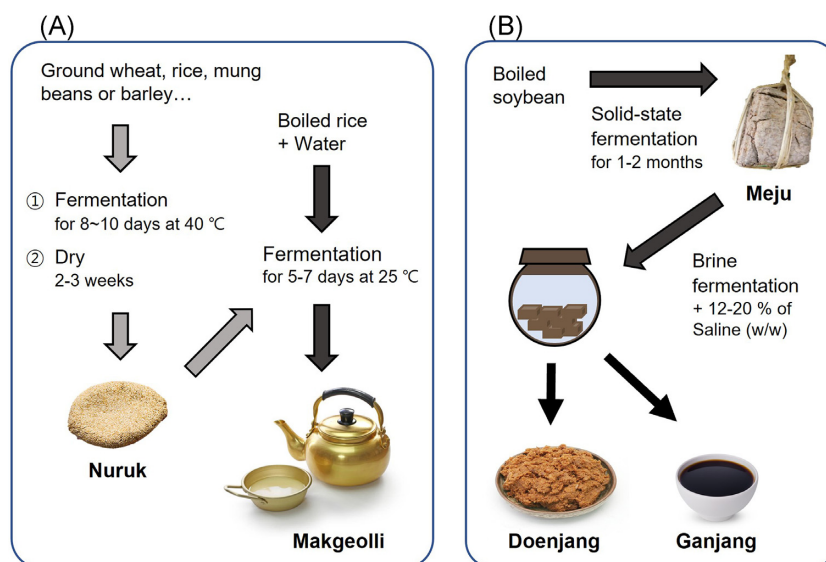 (A)
Ground wheat, rice, mung
beans or barley…
① Fermentation
for 8~10 days at 40 ℃
② Dry
2-3 weeks
Nuruk
Boiled rice
+ Water
Fermentation
for 5-7 days at 25 ℃
Makgeolli
(B)
Boiled
soybean
Solid-state
fermentation
for 1-2 months
Meju
Brine
fermentation
+ 12-20 % of
Saline (w/w)
Doenjang
Ganjang